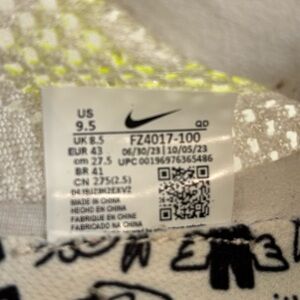 US
9.5
QD
UK 8.5 FZ4017-100
EUR 43 06/30/23 | 10/05/23
cm 27.5 UPC 00196976365486
BR 41
CN 275(2.5)
MADE IN CHINA
HECHO EN CHINA
FABRIQUE EN CHINE
FABRICADO NA CHINA